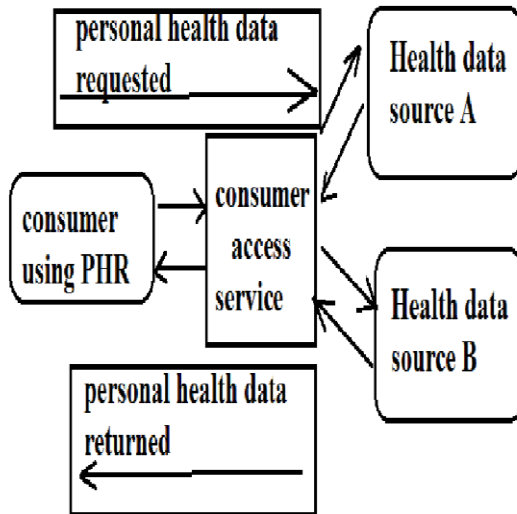 personal health data
requested
Health data
source A
consumer
using PHR
consumer
access
service
Health data
source B
personal health data
returned